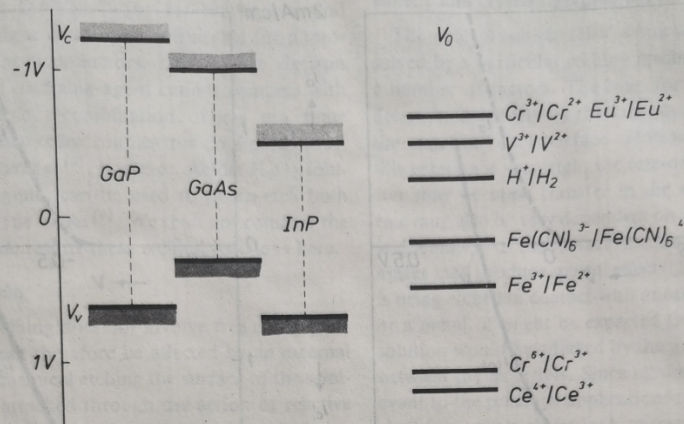 V_c
-1V
GaP
GaAs
InP
0
V_v
1V
V_0
Cr³⁺/Cr²⁺ Eu³⁺/Eu²⁺
V³⁺/V²⁺
H⁺/H₂
Fe(CN)₆³⁻/Fe(CN)₆⁴
Fe³⁺/Fe²⁺
Cr⁶⁺/Cr³⁺
Ce⁴⁺/Ce³⁺